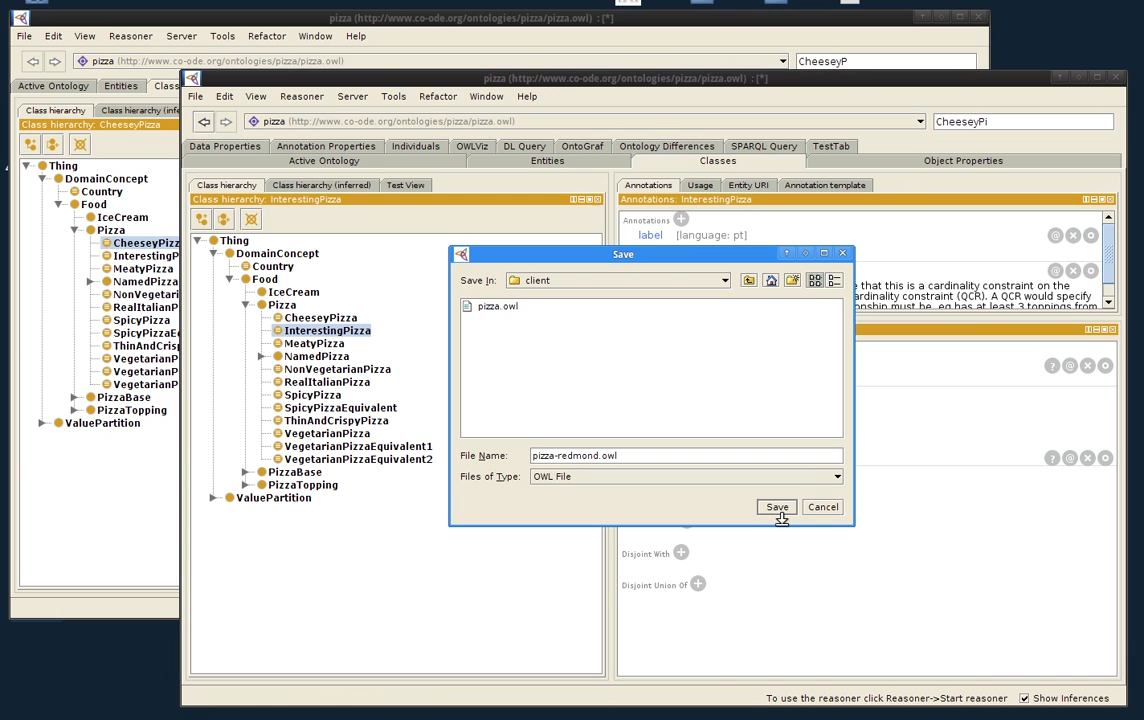 pizza (http://www.co-ode.org/ontologies/pizza/pizza.owl) : [*]
File Edit View Reasoner Server Tools Refactor Window Help
pizza (http://www.co-ode.org/ontologies/pizza/pizza.owl)
CheeseyP
Active Ontology Entities Class
Class hierarchy Class hierarchy (infe
Class hierarchy: CheeseyPizza
Thing
DomainConcept
Country
Food
IceCream
Pizza
CheeseyPizz
InterestingP
MeatyPizza
NamedPizza
NonVegetari
RealItalianP
SpicyPizza
SpicyPizzaE
ThinAndCris
VegetarianP
VegetarianP
VegetarianP
PizzaBase
PizzaTopping
ValuePartition
pizza (http://www.co-ode.org/ontologies/pizza/pizza.owl) : [*]
File Edit View Reasoner Server Tools Refactor Window Help
pizza (http://www.co-ode.org/ontologies/pizza/pizza.owl)
CheeseyPi
Data Properties Annotation Properties Individuals OWLViz DL Query OntoGraf Ontology Differences SPARQL Query TestTab
Active Ontology Entities Classes Object Properties
Class hierarchy Class hierarchy (inferred) Test View
Class hierarchy: InterestingPizza
Thing
DomainConcept
Country
Food
IceCream
Pizza
CheeseyPizza
InterestingPizza
MeatyPizza
NamedPizza
NonVegetarianPizza
RealItalianPizza
SpicyPizza
SpicyPizzaEquivalent
ThinAndCrispyPizza
VegetarianPizza
VegetarianPizzaEquivalent1
VegetarianPizzaEquivalent2
PizzaBase
PizzaTopping
ValuePartition
Annotations Usage Entity URI Annotation template
Annotations: InterestingPizza
Annotations
label [language: pt]
e that this is a cardinality constraint on the
ardinality constraint (QCR). A QCR would specify
onship must be, eg has at least 3 toppings from
Disjoint With
Disjoint Union Of
Save
Save In: client
pizza.owl
File Name: pizza-redmond.owl
Files of Type: OWL File
Save Cancel
To use the reasoner click Reasoner->Start reasoner Show Inferences